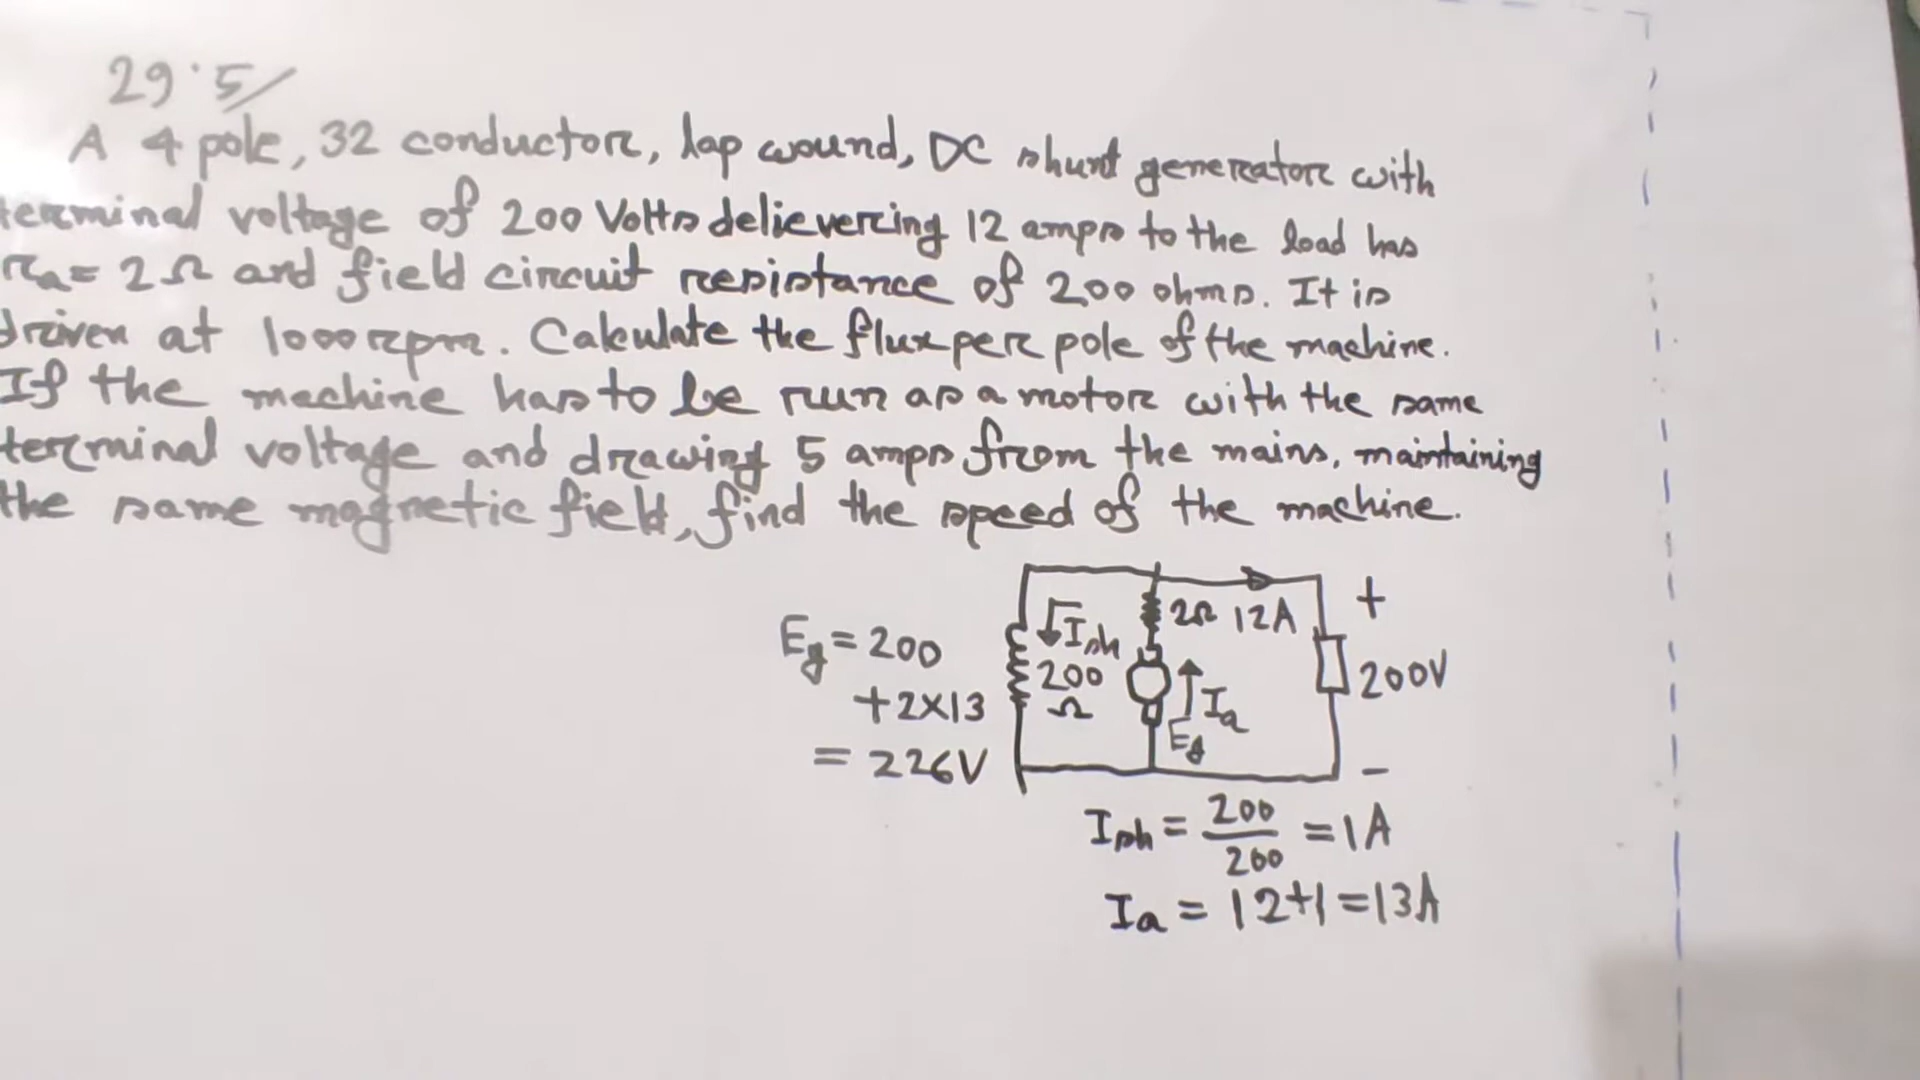 29.5/
A 4 pole, 32 conductor, lap wound, DC shunt generator with
terminal voltage of 200 Volts delievering 12 amps to the load has
ra = 2Ω and field circuit resistance of 200 ohms. It is
driven at 1000 rpm. Calculate the flux per pole of the machine.
If the machine has to be run as a motor with the same
terminal voltage and drawing 5 amps from the mains, maintaining
the same magnetic field, find the speed of the machine.
Eg = 200
+2×13
= 226V
Ish
200
Ω
2Ω
12A
Ia
Eg
+
200V
−
Ish = 200/200 = 1A
Ia = 12+1 = 13A